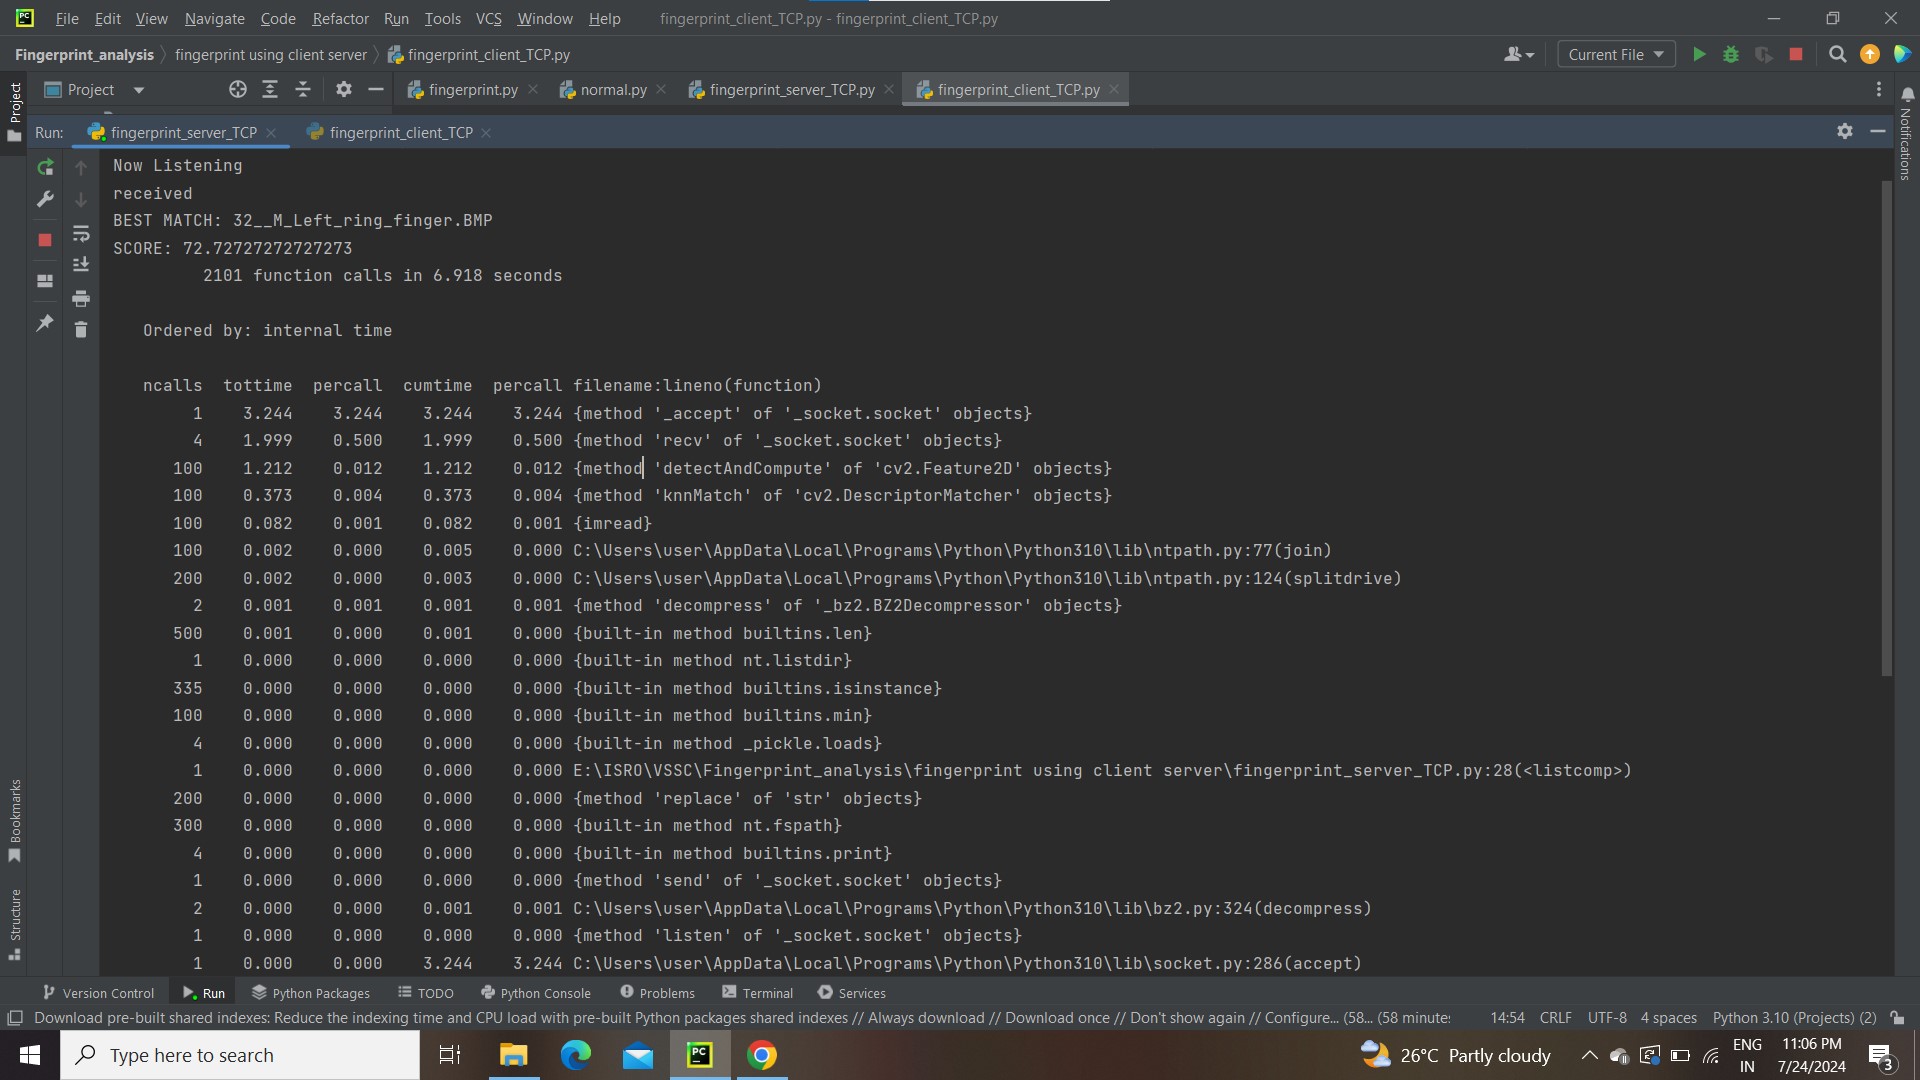 File Edit View Navigate Code Refactor Run Tools VCS Window Help fingerprint_client_TCP.py - fingerprint_client_TCP.py
Fingerprint_analysis fingerprint using client server fingerprint_client_TCP.py Current File
Project fingerprint.py normal.py fingerprint_server_TCP.py fingerprint_client_TCP.py
Project
Notifications
Run: fingerprint_server_TCP fingerprint_client_TCP
Now Listening
received
BEST MATCH: 32__M_Left_ring_finger.BMP
SCORE: 72.72727272727273
2101 function calls in 6.918 seconds
Ordered by: internal time
ncalls tottime percall cumtime percall filename:lineno(function)
1 3.244 3.244 3.244 3.244 {method '_accept' of '_socket.socket' objects}
4 1.999 0.500 1.999 0.500 {method 'recv' of '_socket.socket' objects}
100 1.212 0.012 1.212 0.012 {method 'detectAndCompute' of 'cv2.Feature2D' objects}
100 0.373 0.004 0.373 0.004 {method 'knnMatch' of 'cv2.DescriptorMatcher' objects}
100 0.082 0.001 0.082 0.001 {imread}
100 0.002 0.000 0.005 0.000 C:\Users\user\AppData\Local\Programs\Python\Python310\lib\ntpath.py:77(join)
200 0.002 0.000 0.003 0.000 C:\Users\user\AppData\Local\Programs\Python\Python310\lib\ntpath.py:124(splitdrive)
2 0.001 0.001 0.001 0.001 {method 'decompress' of '_bz2.BZ2Decompressor' objects}
500 0.001 0.000 0.001 0.000 {built-in method builtins.len}
1 0.000 0.000 0.000 0.000 {built-in method nt.listdir}
335 0.000 0.000 0.000 0.000 {built-in method builtins.isinstance}
100 0.000 0.000 0.000 0.000 {built-in method builtins.min}
4 0.000 0.000 0.000 0.000 {built-in method _pickle.loads}
1 0.000 0.000 0.000 0.000 E:\ISRO\VSSC\Fingerprint_analysis\fingerprint using client server\fingerprint_server_TCP.py:28(<listcomp>)
200 0.000 0.000 0.000 0.000 {method 'replace' of 'str' objects}
300 0.000 0.000 0.000 0.000 {built-in method nt.fspath}
4 0.000 0.000 0.000 0.000 {built-in method builtins.print}
1 0.000 0.000 0.000 0.000 {method 'send' of '_socket.socket' objects}
2 0.000 0.000 0.001 0.001 C:\Users\user\AppData\Local\Programs\Python\Python310\lib\bz2.py:324(decompress)
1 0.000 0.000 0.000 0.000 {method 'listen' of '_socket.socket' objects}
1 0.000 0.000 3.244 3.244 C:\Users\user\AppData\Local\Programs\Python\Python310\lib\socket.py:286(accept)
Bookmarks
Structure
Version Control Run Python Packages TODO Python Console Problems Terminal Services
Download pre-built shared indexes: Reduce the indexing time and CPU load with pre-built Python packages shared indexes // Always download // Download once // Don't show again // Configure... (58... (58 minutes 14:54 CRLF UTF-8 4 spaces Python 3.10 (Projects) (2)
Type here to search 26°C Partly cloudy ENG IN 11:06 PM 7/24/2024 3